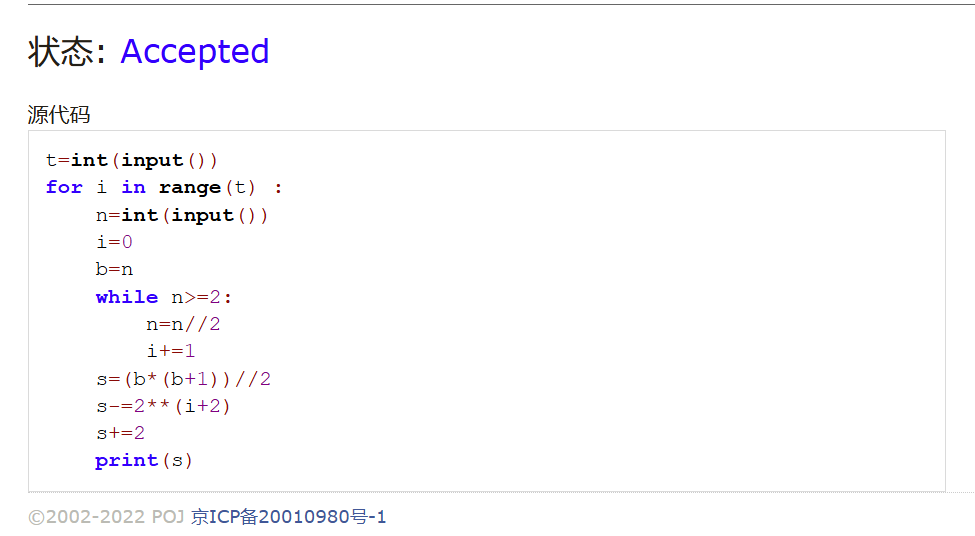 状态: Accepted
源代码
t=int(input())
for i in range(t) :
    n=int(input())
    i=0
    b=n
    while n>=2:
        n=n//2
        i+=1
    s=(b*(b+1))//2
    s-=2**(i+2)
    s+=2
    print(s)
©2002-2022 POJ 京ICP备20010980号-1